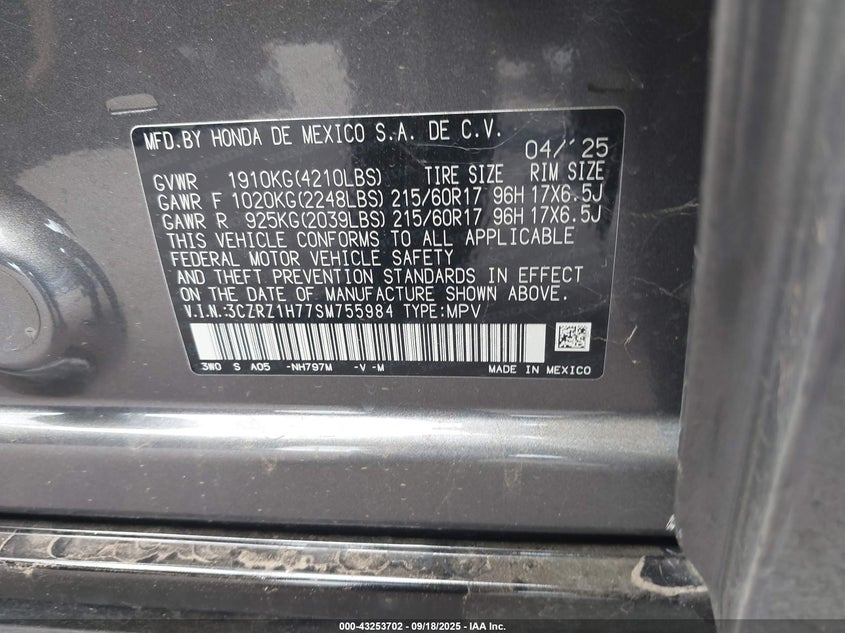 MFD.BY HONDA DE MEXICO S.A. DE C.V.
04/'25
GVWR 1910KG(4210LBS) TIRE SIZE RIM SIZE
GAWR F 1020KG(2248LBS) 215/60R17 96H 17X6.5J
GAWR R 925KG(2039LBS) 215/60R17 96H 17X6.5J
THIS VEHICLE CONFORMS TO ALL APPLICABLE
FEDERAL MOTOR VEHICLE SAFETY
AND THEFT PREVENTION STANDARDS IN EFFECT
ON THE DATE OF MANUFACTURE SHOWN ABOVE.
V.I.N.:3CZRZ1H77SM755984 TYPE:MPV
3W0 S A05 -NH797M -V -M MADE IN MEXICO
000-43253702 - 09/18/2025 - IAA Inc.